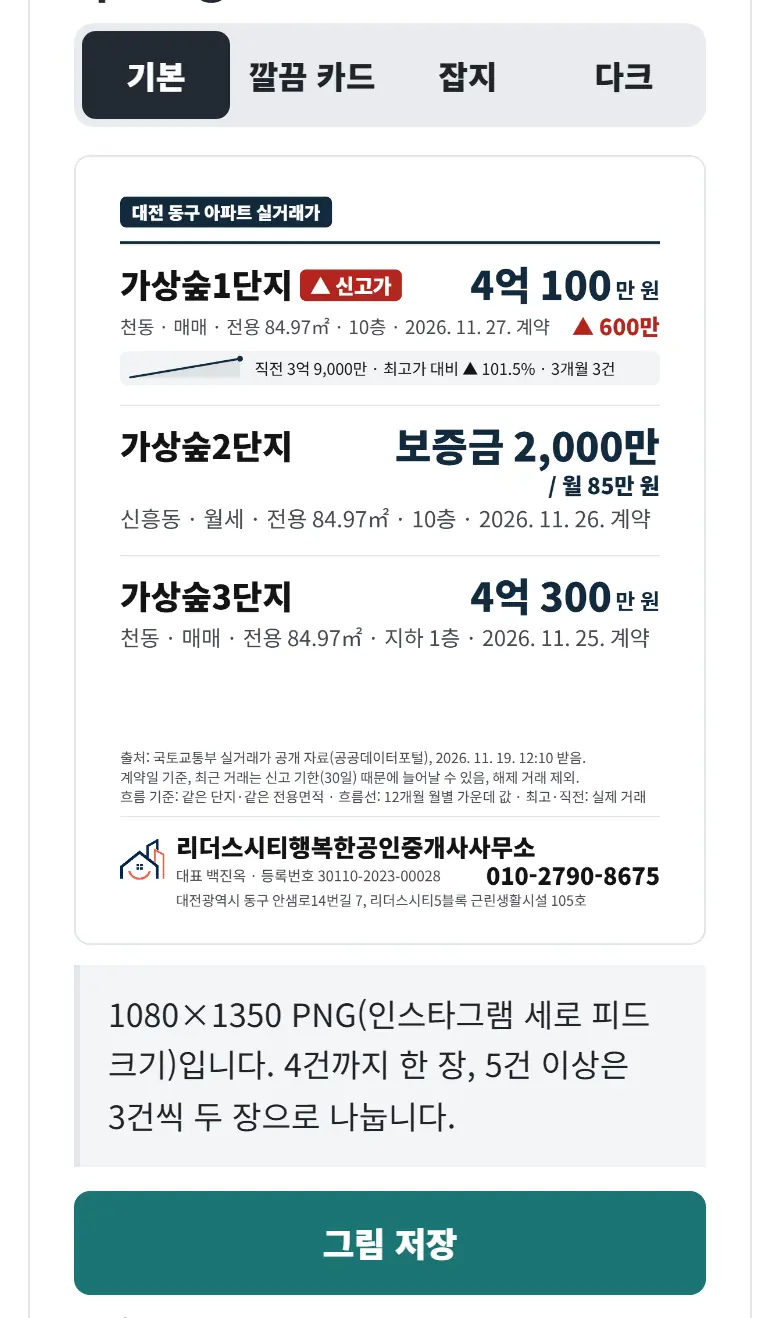 기본 깔끔 카드 잡지 다크
대전 동구 아파트 실거래가
가상숲1단지 ▲ 신고가 4억 100만 원
천동 · 매매 · 전용 84.97㎡ · 10층 · 2026. 11. 27. 계약 ▲ 600만
직전 3억 9,000만 · 최고가 대비 ▲ 101.5% · 3개월 3건
가상숲2단지 보증금 2,000만
/ 월 85만 원
신흥동 · 월세 · 전용 84.97㎡ · 10층 · 2026. 11. 26. 계약
가상숲3단지 4억 300만 원
천동 · 매매 · 전용 84.97㎡ · 지하 1층 · 2026. 11. 25. 계약
출처: 국토교통부 실거래가 공개 자료(공공데이터포털), 2026. 11. 19. 12:10 받음.
계약일 기준, 최근 거래는 신고 기한(30일) 때문에 늘어날 수 있음, 해제 거래 제외.
흐름 기준: 같은 단지·같은 전용면적 · 흐름선: 12개월 월별 가운데 값 · 최고·직전: 실제 거래
리더스시티행복한공인중개사사무소
대표 백진옥 · 등록번호 30110-2023-00028 010-2790-8675
대전광역시 동구 안샘로14번길 7, 리더스시티5블록 근린생활시설 105호
1080×1350 PNG(인스타그램 세로 피드
크기)입니다. 4건까지 한 장, 5건 이상은
3건씩 두 장으로 나눕니다.
그림 저장